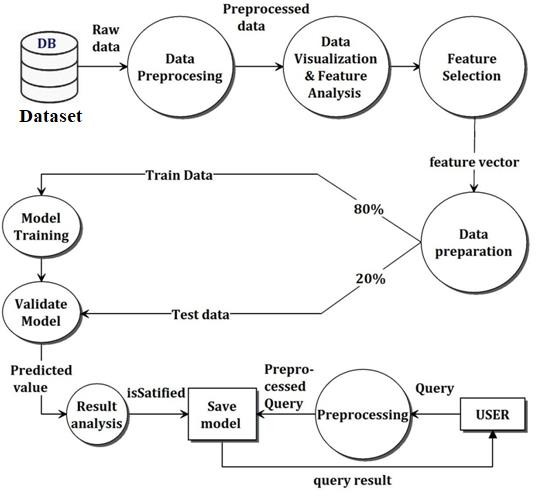 DB
Dataset
Raw
data
Data
Preprocesing
Preprocessed
data
Data
Visualization
& Feature
Analysis
Feature
Selection
feature vector
Data
preparation
80%
Train Data
20%
Test data
Model
Training
Validate
Model
Predicted
value
Result
analysis
isSatified
Save
model
Prepro-
cessed
Query
Preprocessing
Query
USER
query result